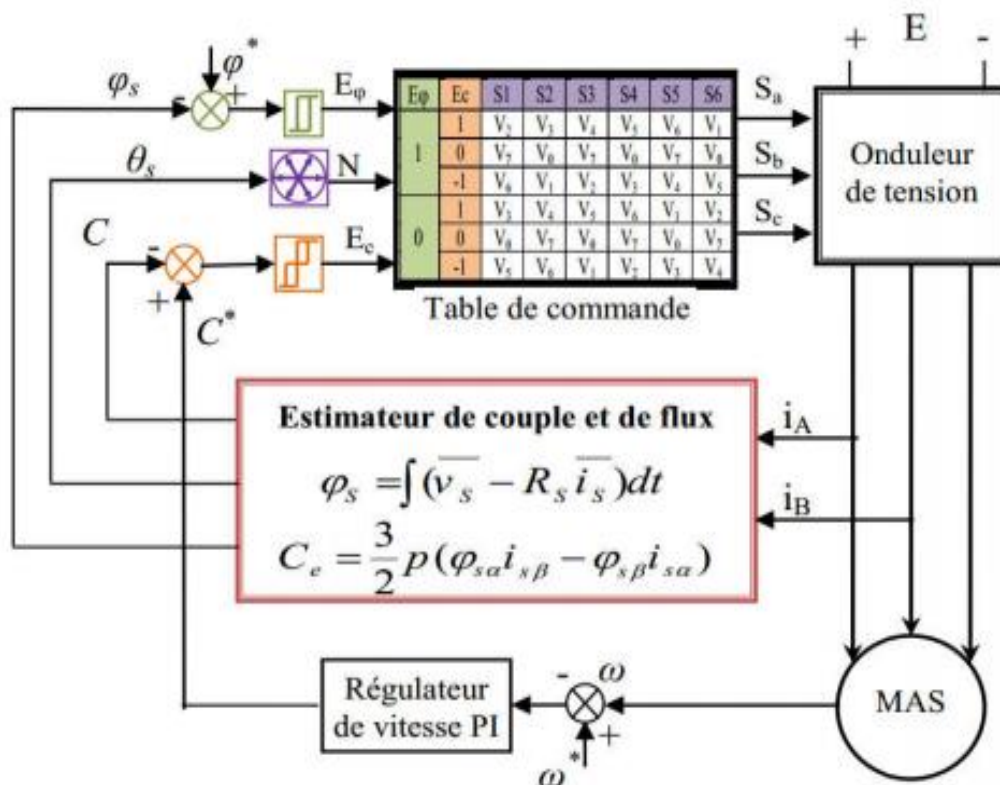 + E -
φ*
φs - + Eφ
θs N
C - Ec
+
C*
Eφ Ec S1 S2 S3 S4 S5 S6
1 1 V2 V3 V4 V5 V6 V1
0 V7 V0 V7 V0 V7 V0
-1 V6 V1 V2 V3 V4 V5
0 1 V3 V4 V5 V6 V1 V2
0 V0 V7 V0 V7 V0 V7
-1 V5 V6 V1 V2 V3 V4
Table de commande
Sa
Sb
Sc
Onduleur
de tension
Estimateur de couple et de flux
φs = ∫(v̅s − Rs i̅s)dt
Ce = 3/2 p(φsα isβ − φsβ isα)
iA
iB
Régulateur
de vitesse PI
- ω
+
ω*
MAS